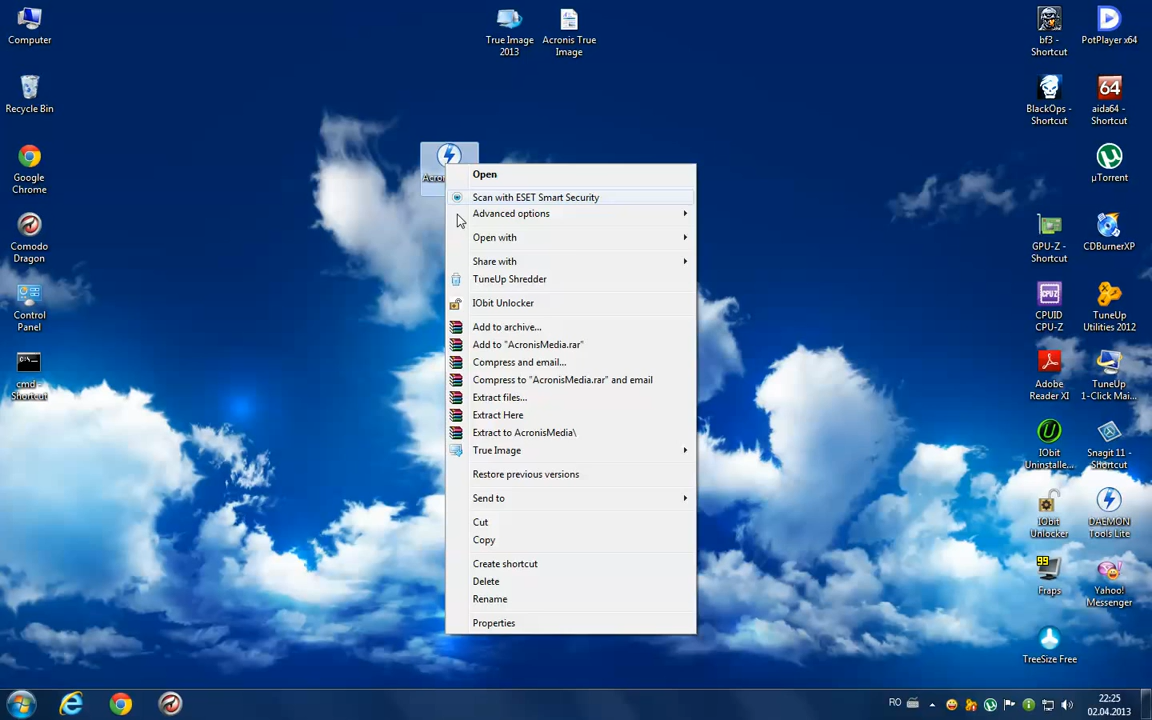 Computer
Recycle Bin
Google
Chrome
Comodo
Dragon
Control
Panel
cmd -
Shortcut
True Image
2013
Acronis True
Image
Open
Scan with ESET Smart Security
Advanced options
Open with
Share with
TuneUp Shredder
IObit Unlocker
Add to archive...
Add to "AcronisMedia.rar"
Compress and email...
Compress to "AcronisMedia.rar" and email
Extract files...
Extract Here
Extract to AcronisMedia\
True Image
Restore previous versions
Send to
Cut
Copy
Create shortcut
Delete
Rename
Properties
bf3 -
Shortcut
PotPlayer x64
BlackOps -
Shortcut
64
aida64 -
Shortcut
µTorrent
GPU-Z -
Shortcut
CDBurnerXP
CPUID
CPU-Z
TuneUp
Utilities 2012
Adobe
Reader XI
TuneUp
1-Click Mai...
IObit
Uninstalle...
Snagit 11 -
Shortcut
IObit
Unlocker
DAEMON
Tools Lite
99
Fraps
Yahoo!
Messenger
TreeSize Free
RO
22:25
02.04.2013